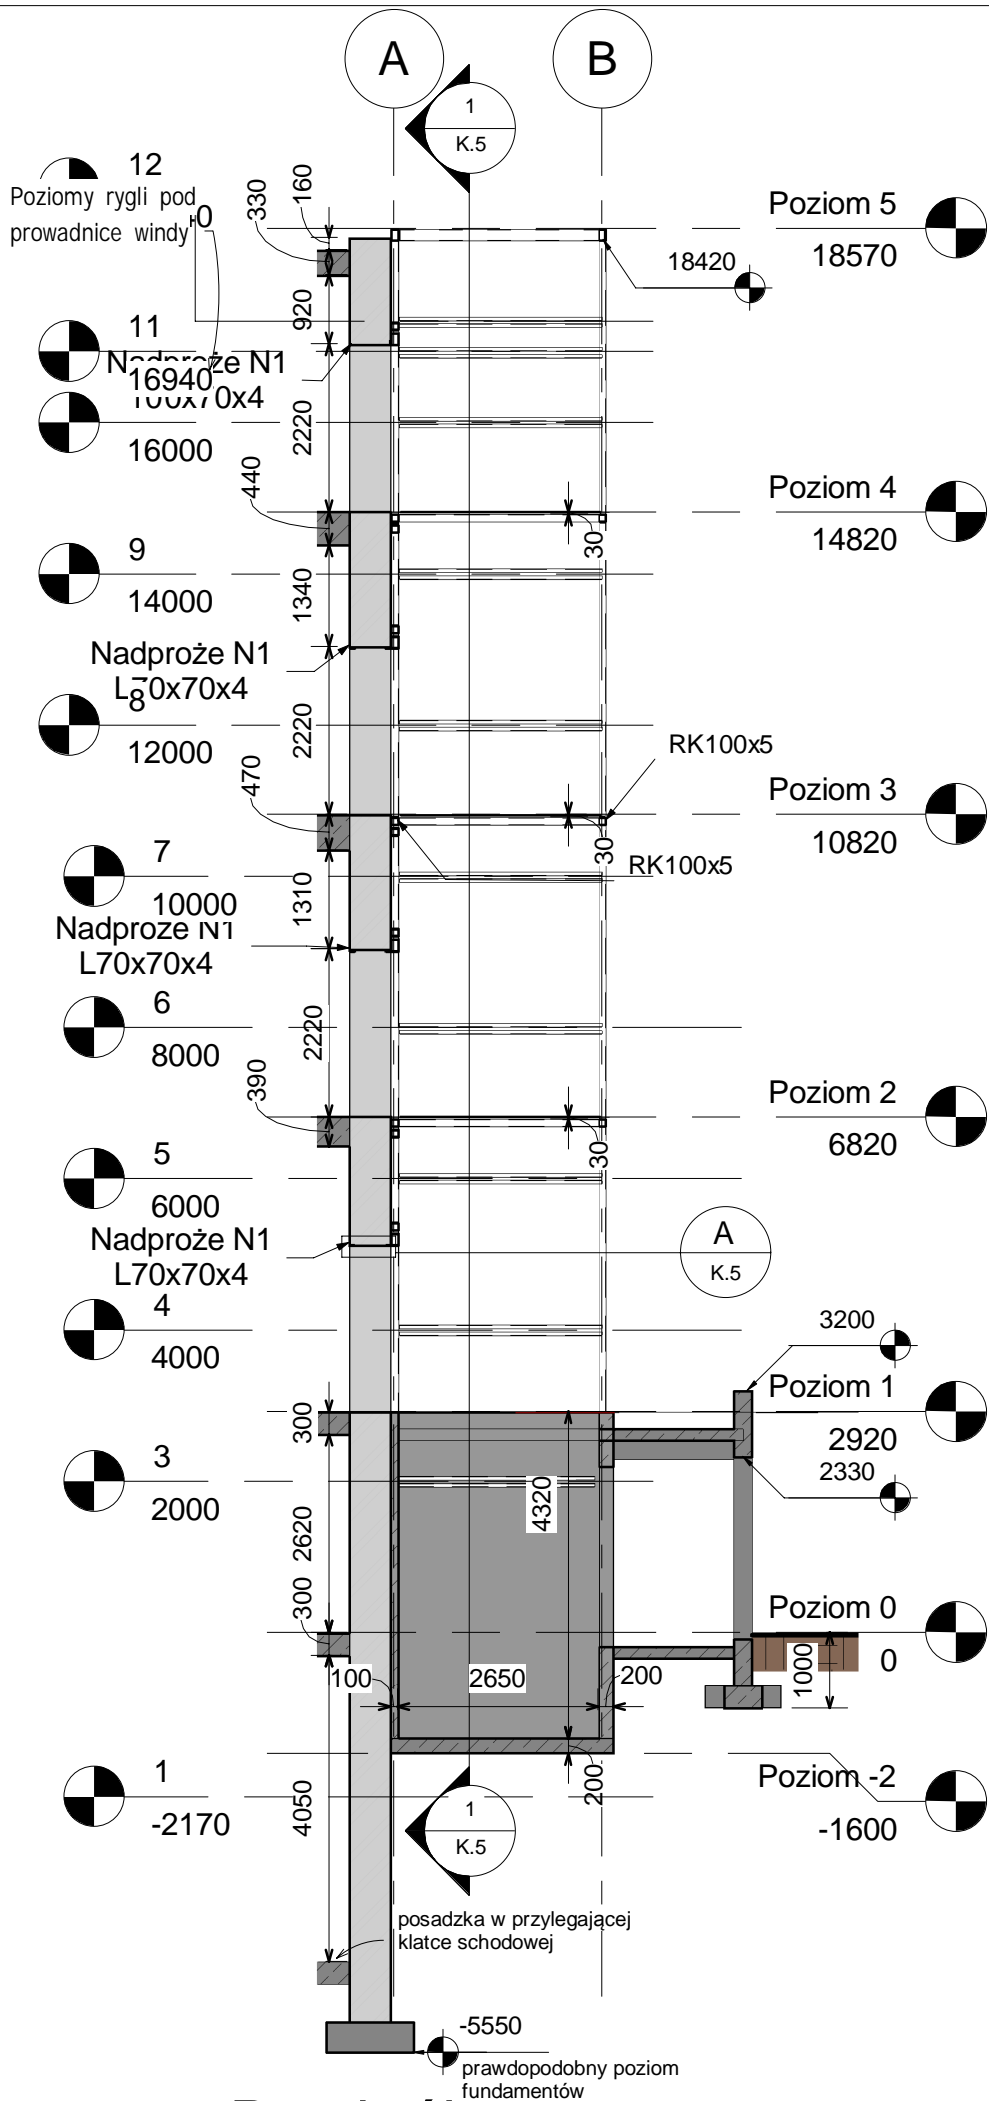 A
B
1
K.5
12
Poziomy rygli pod
prowadnice windy
0
330
160
Poziom 5
18570
18420
920
11
Nadproże N1
16940
100x70x4
16000
2220
440
Poziom 4
14820
30
9
14000
1340
Nadproże N1
L70x70x4
8
12000
2220
RK100x5
470
Poziom 3
10820
30
RK100x5
7
10000
1310
Nadproże N1
L70x70x4
6
8000
2220
390
Poziom 2
6820
30
5
6000
Nadproże N1
L70x70x4
A
K.5
4
4000
3200
Poziom 1
2920
2330
300
3
2000
4320
2620
300
Poziom 0
0
1000
100
2650
200
200
1
-2170
4050
Poziom -2
-1600
1
K.5
posadzka w przylegającej
klatce schodowej
-5550
prawdopodobny poziom
fundamentów